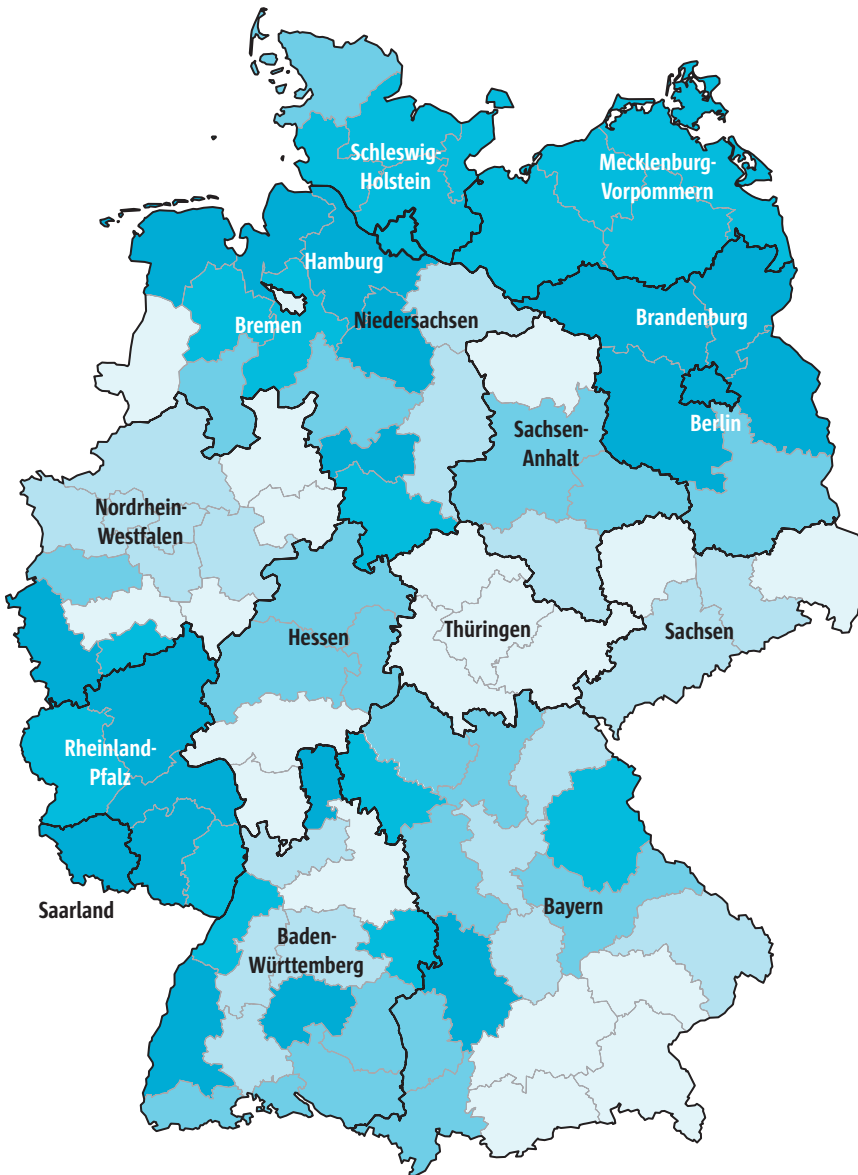 Schleswig-
Holstein
Mecklenburg-
Vorpommern
Hamburg
Bremen
Niedersachsen
Brandenburg
Berlin
Sachsen-
Anhalt
Nordrhein-
Westfalen
Hessen
Thüringen
Sachsen
Rheinland-
Pfalz
Saarland
Bayern
Baden-
Württemberg